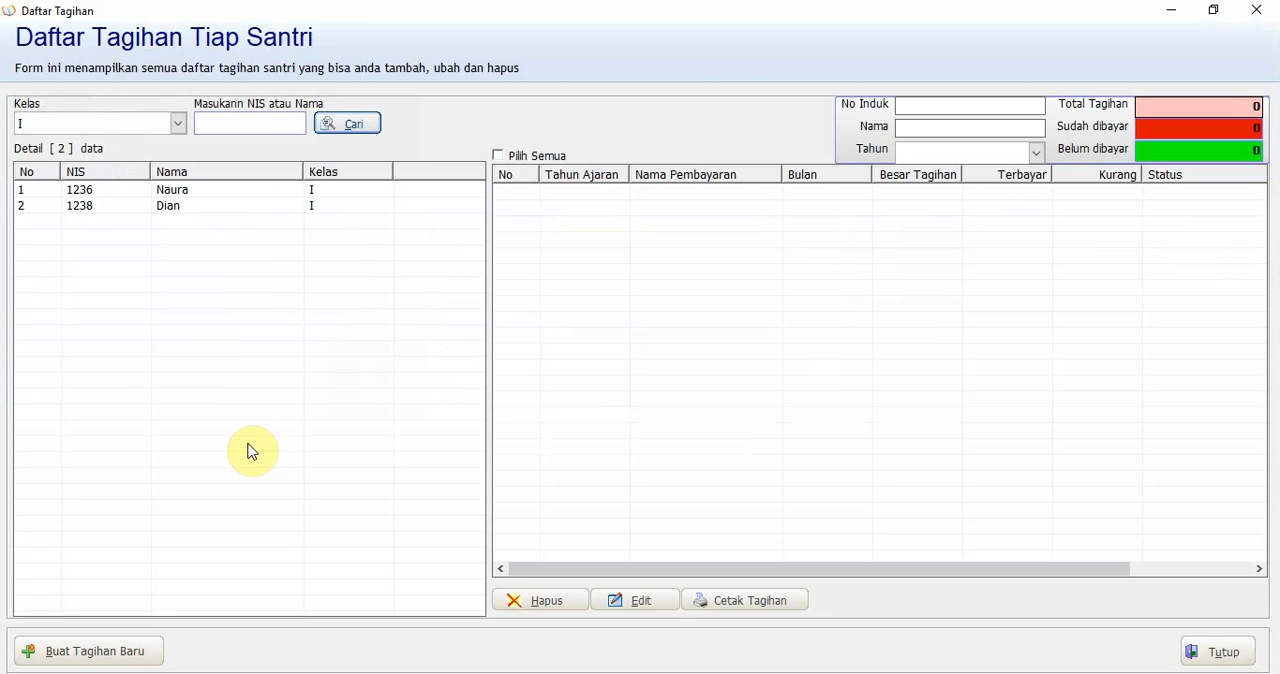 Daftar Tagihan
Daftar Tagihan Tiap Santri
Form ini menampilkan semua daftar tagihan santri yang bisa anda tambah, ubah dan hapus
Kelas
Masukann NIS atau Nama
I
Cari
Detail [ 2 ] data
No NIS Nama Kelas
1 1236 Naura I
2 1238 Dian I
No Induk
Nama
Tahun
Total Tagihan 0
Sudah dibayar 0
Belum dibayar 0
Pilih Semua
No Tahun Ajaran Nama Pembayaran Bulan Besar Tagihan Terbayar Kurang Status
Hapus
Edit
Cetak Tagihan
Buat Tagihan Baru
Tutup